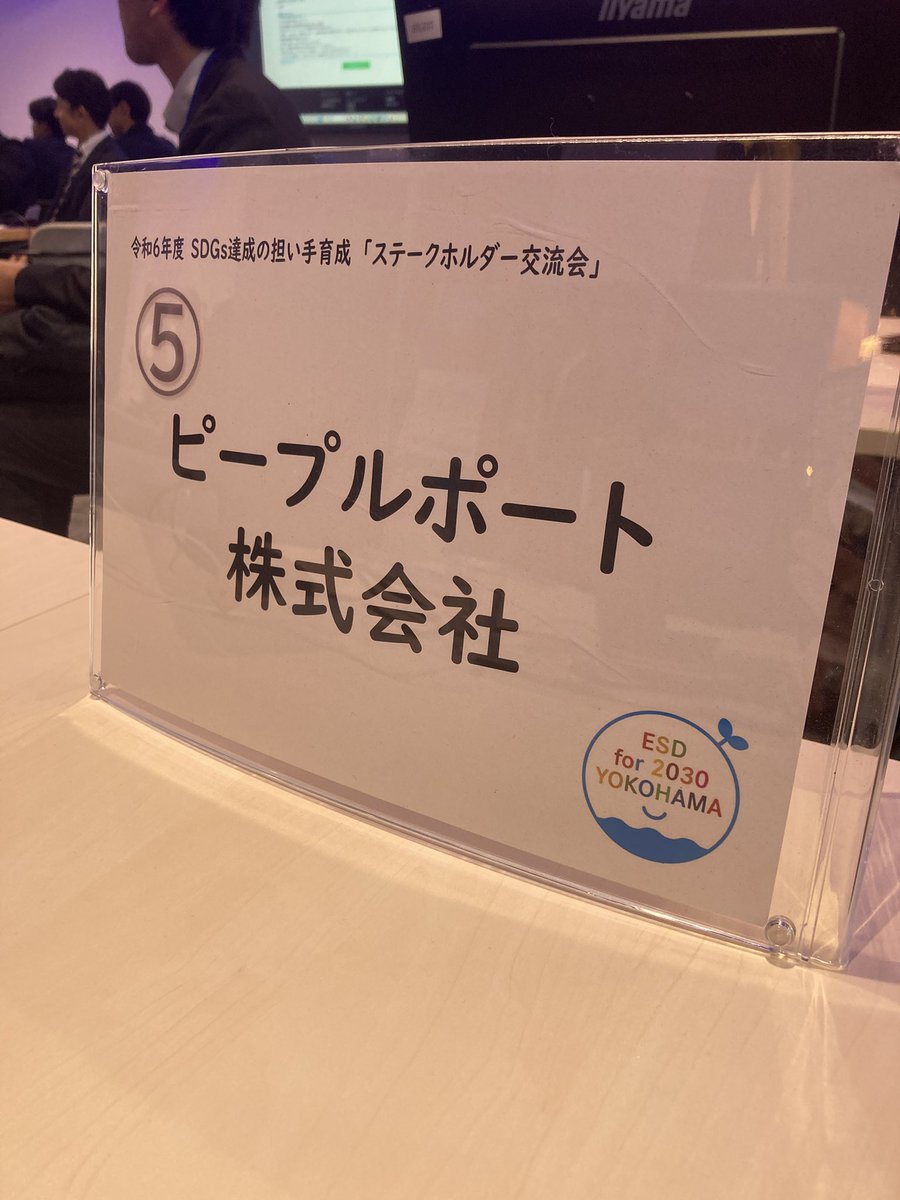 iiyama
令和6年度 SDGs達成の担い手育成「ステークホルダー交流会」
⑤
ピープルポート
株式会社
ESD
for 2030
YOKOHAMA